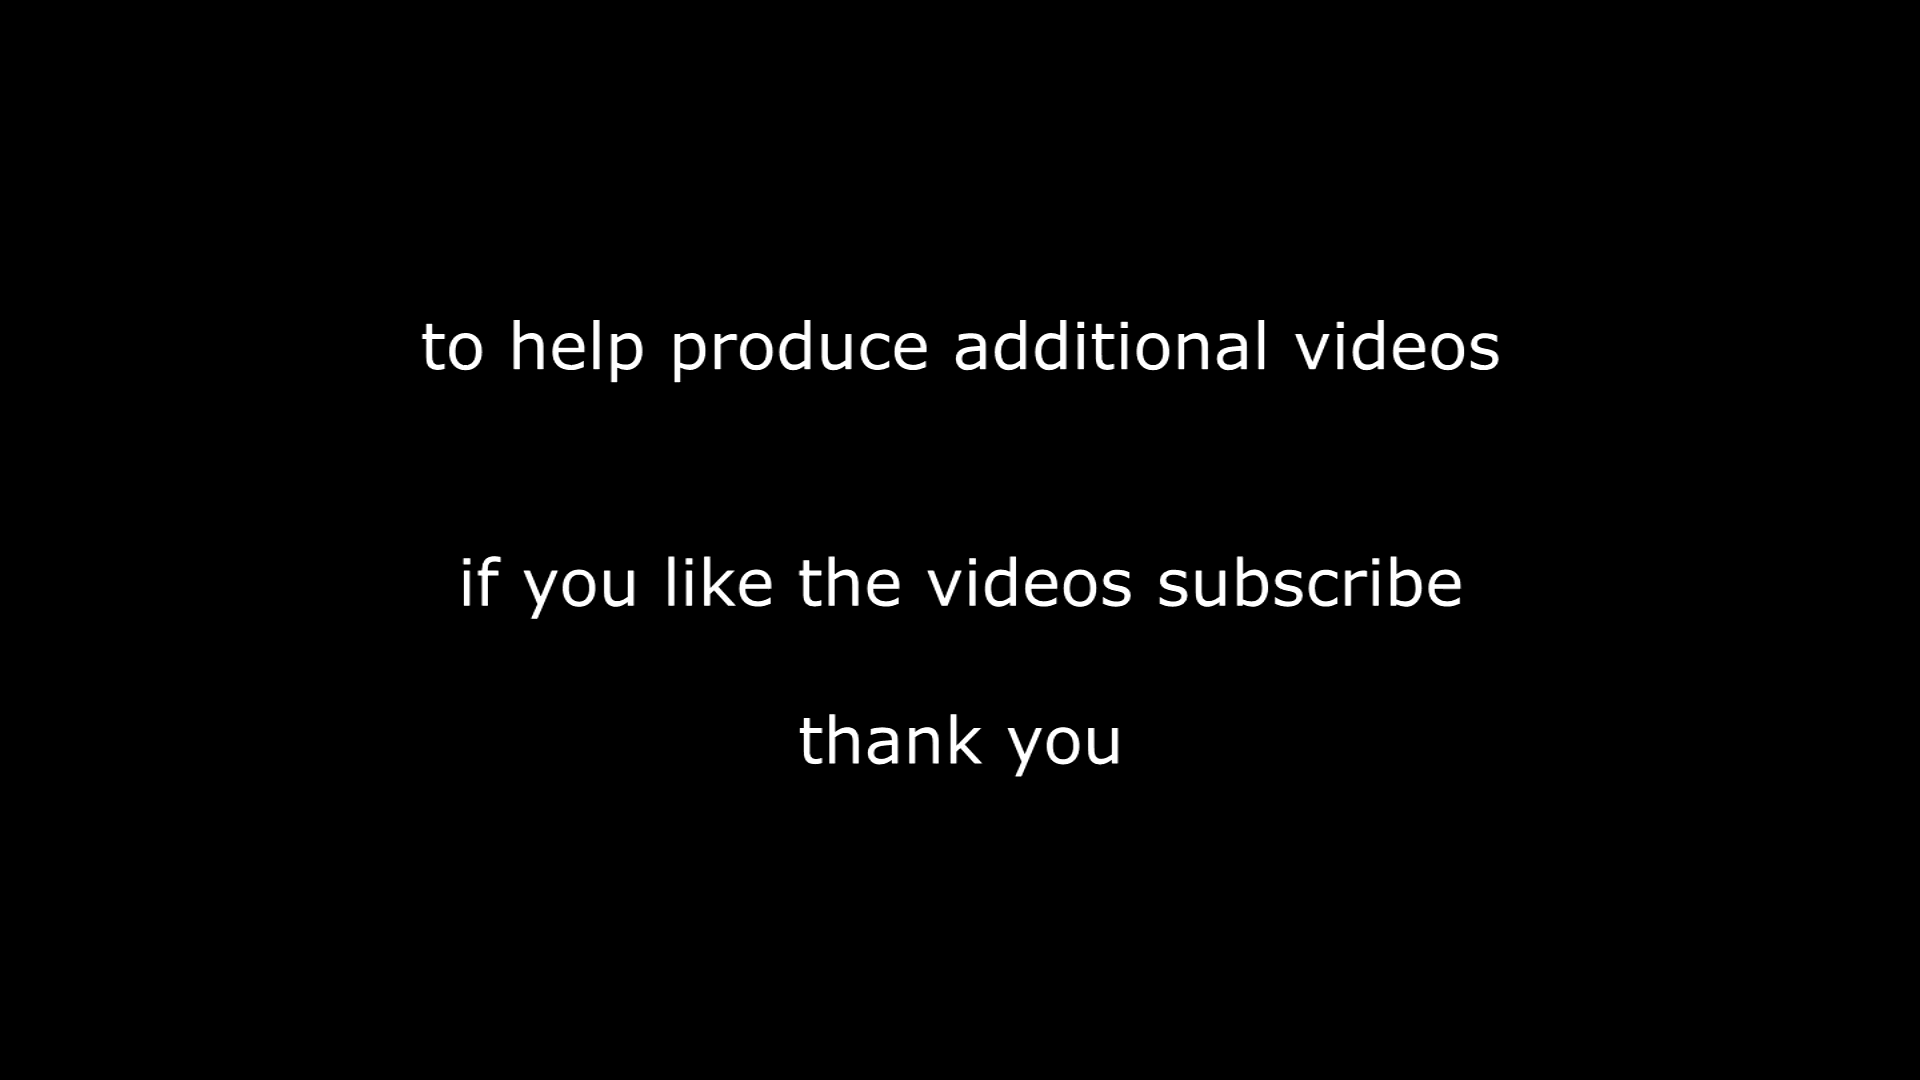 to help produce additional videos
if you like the videos subscribe
thank you